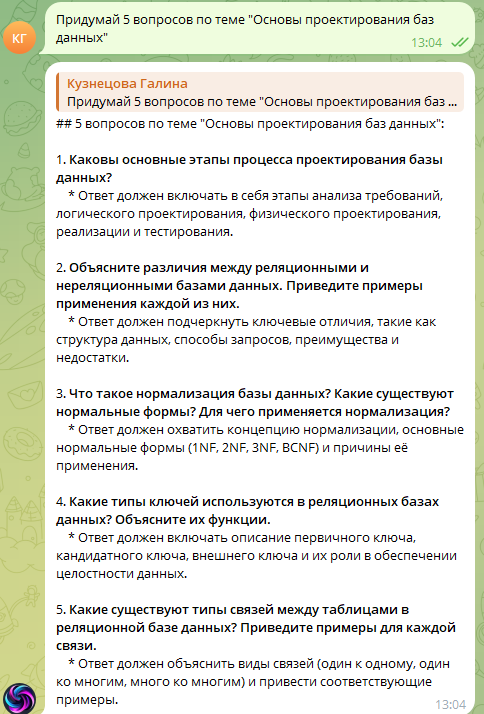 Придумай 5 вопросов по теме "Основы проектирования баз
данных"
КГ
13:04
Кузнецова Галина
Придумай 5 вопросов по теме "Основы проектирования баз ...
## 5 вопросов по теме "Основы проектирования баз данных":
1. Каковы основные этапы процесса проектирования базы
данных?
* Ответ должен включать в себя этапы анализа требований,
логического проектирования, физического проектирования,
реализации и тестирования.
2. Объясните различия между реляционными и
нереляционными базами данных. Приведите примеры
применения каждой из них.
* Ответ должен подчеркнуть ключевые отличия, такие как
структура данных, способы запросов, преимущества и
недостатки.
3. Что такое нормализация базы данных? Какие существуют
нормальные формы? Для чего применяется нормализация?
* Ответ должен охватить концепцию нормализации, основные
нормальные формы (1NF, 2NF, 3NF, BCNF) и причины её
применения.
4. Какие типы ключей используются в реляционных базах
данных? Объясните их функции.
* Ответ должен включать описание первичного ключа,
кандидатного ключа, внешнего ключа и их роли в обеспечении
целостности данных.
5. Какие существуют типы связей между таблицами в
реляционной базе данных? Приведите примеры для каждой
связи.
* Ответ должен объяснить виды связей (один к одному, один
ко многим, много ко многим) и привести соответствующие
примеры.
13:04